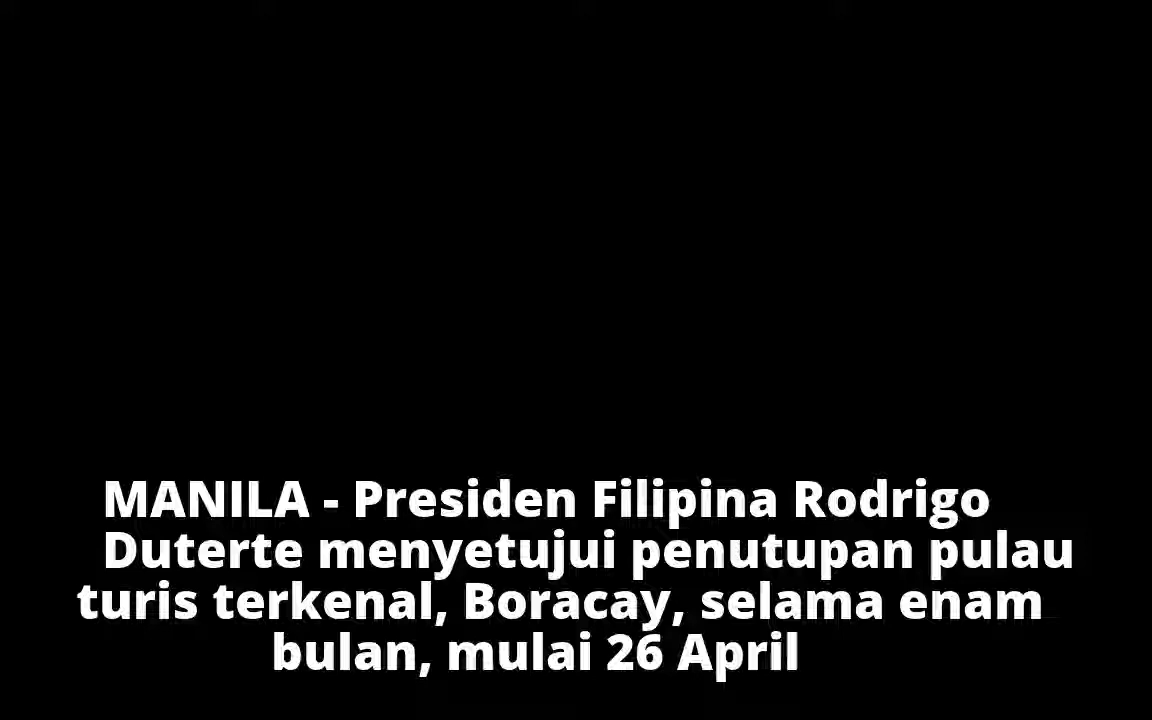 MANILA - Presiden Filipina Rodrigo
Duterte menyetujui penutupan pulau
turis terkenal, Boracay, selama enam
bulan, mulai 26 April